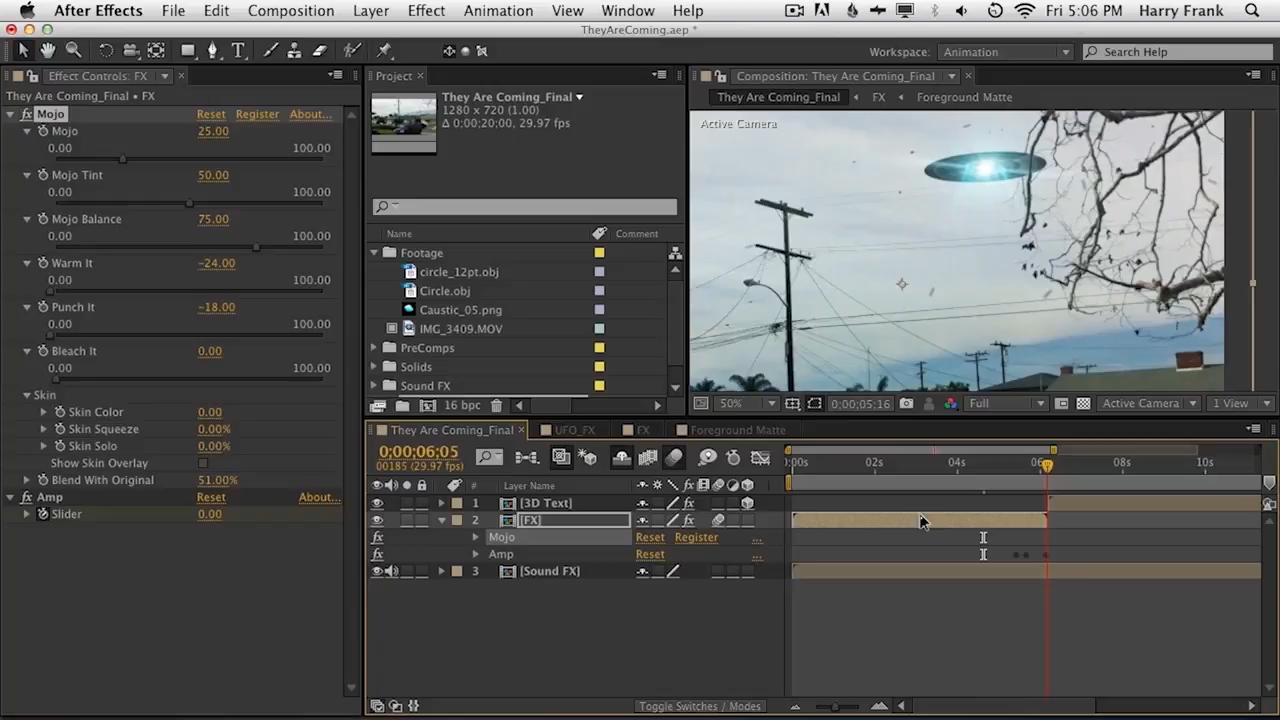 After Effects File Edit Composition Layer Effect Animation View Window Help Fri 5:06 PM Harry Frank
TheyAreComing.aep *
Workspace: Animation Search Help
Effect Controls: FX
They Are Coming_Final • FX
fx Mojo Reset Register About...
Mojo 25.00
0.00 100.00
Mojo Tint 50.00
0.00 100.00
Mojo Balance 75.00
0.00 100.00
Warm It -24.00
0.00 100.00
Punch It -18.00
0.00 100.00
Bleach It 0.00
0.00 100.00
Skin
Skin Color 0.00
Skin Squeeze 0.00%
Skin Solo 0.00%
Show Skin Overlay
Blend With Original 51.00%
fx Amp Reset About...
Slider 0.00
Project
They Are Coming_Final
1280 x 720 (1.00)
Δ 0;00;20;00, 29.97 fps
Name Comment
Footage
circle_12pt.obj
Circle.obj
Caustic_05.png
IMG_3409.MOV
PreComps
Solids
Sound FX
16 bpc
Composition: They Are Coming_Final
They Are Coming_Final FX Foreground Matte
Active Camera
50% 0;00;05;16 Full Active Camera 1 View
They Are Coming_Final UFO_FX FX Foreground Matte
0;00;06;05
00185 (29.97 fps)
:00s 02s 04s 06 08s 10s
# Layer Name fx
1 [3D Text] fx
2 [FX] fx
fx Mojo Reset Register ...
fx Amp Reset ...
3 [Sound FX]
Toggle Switches / Modes